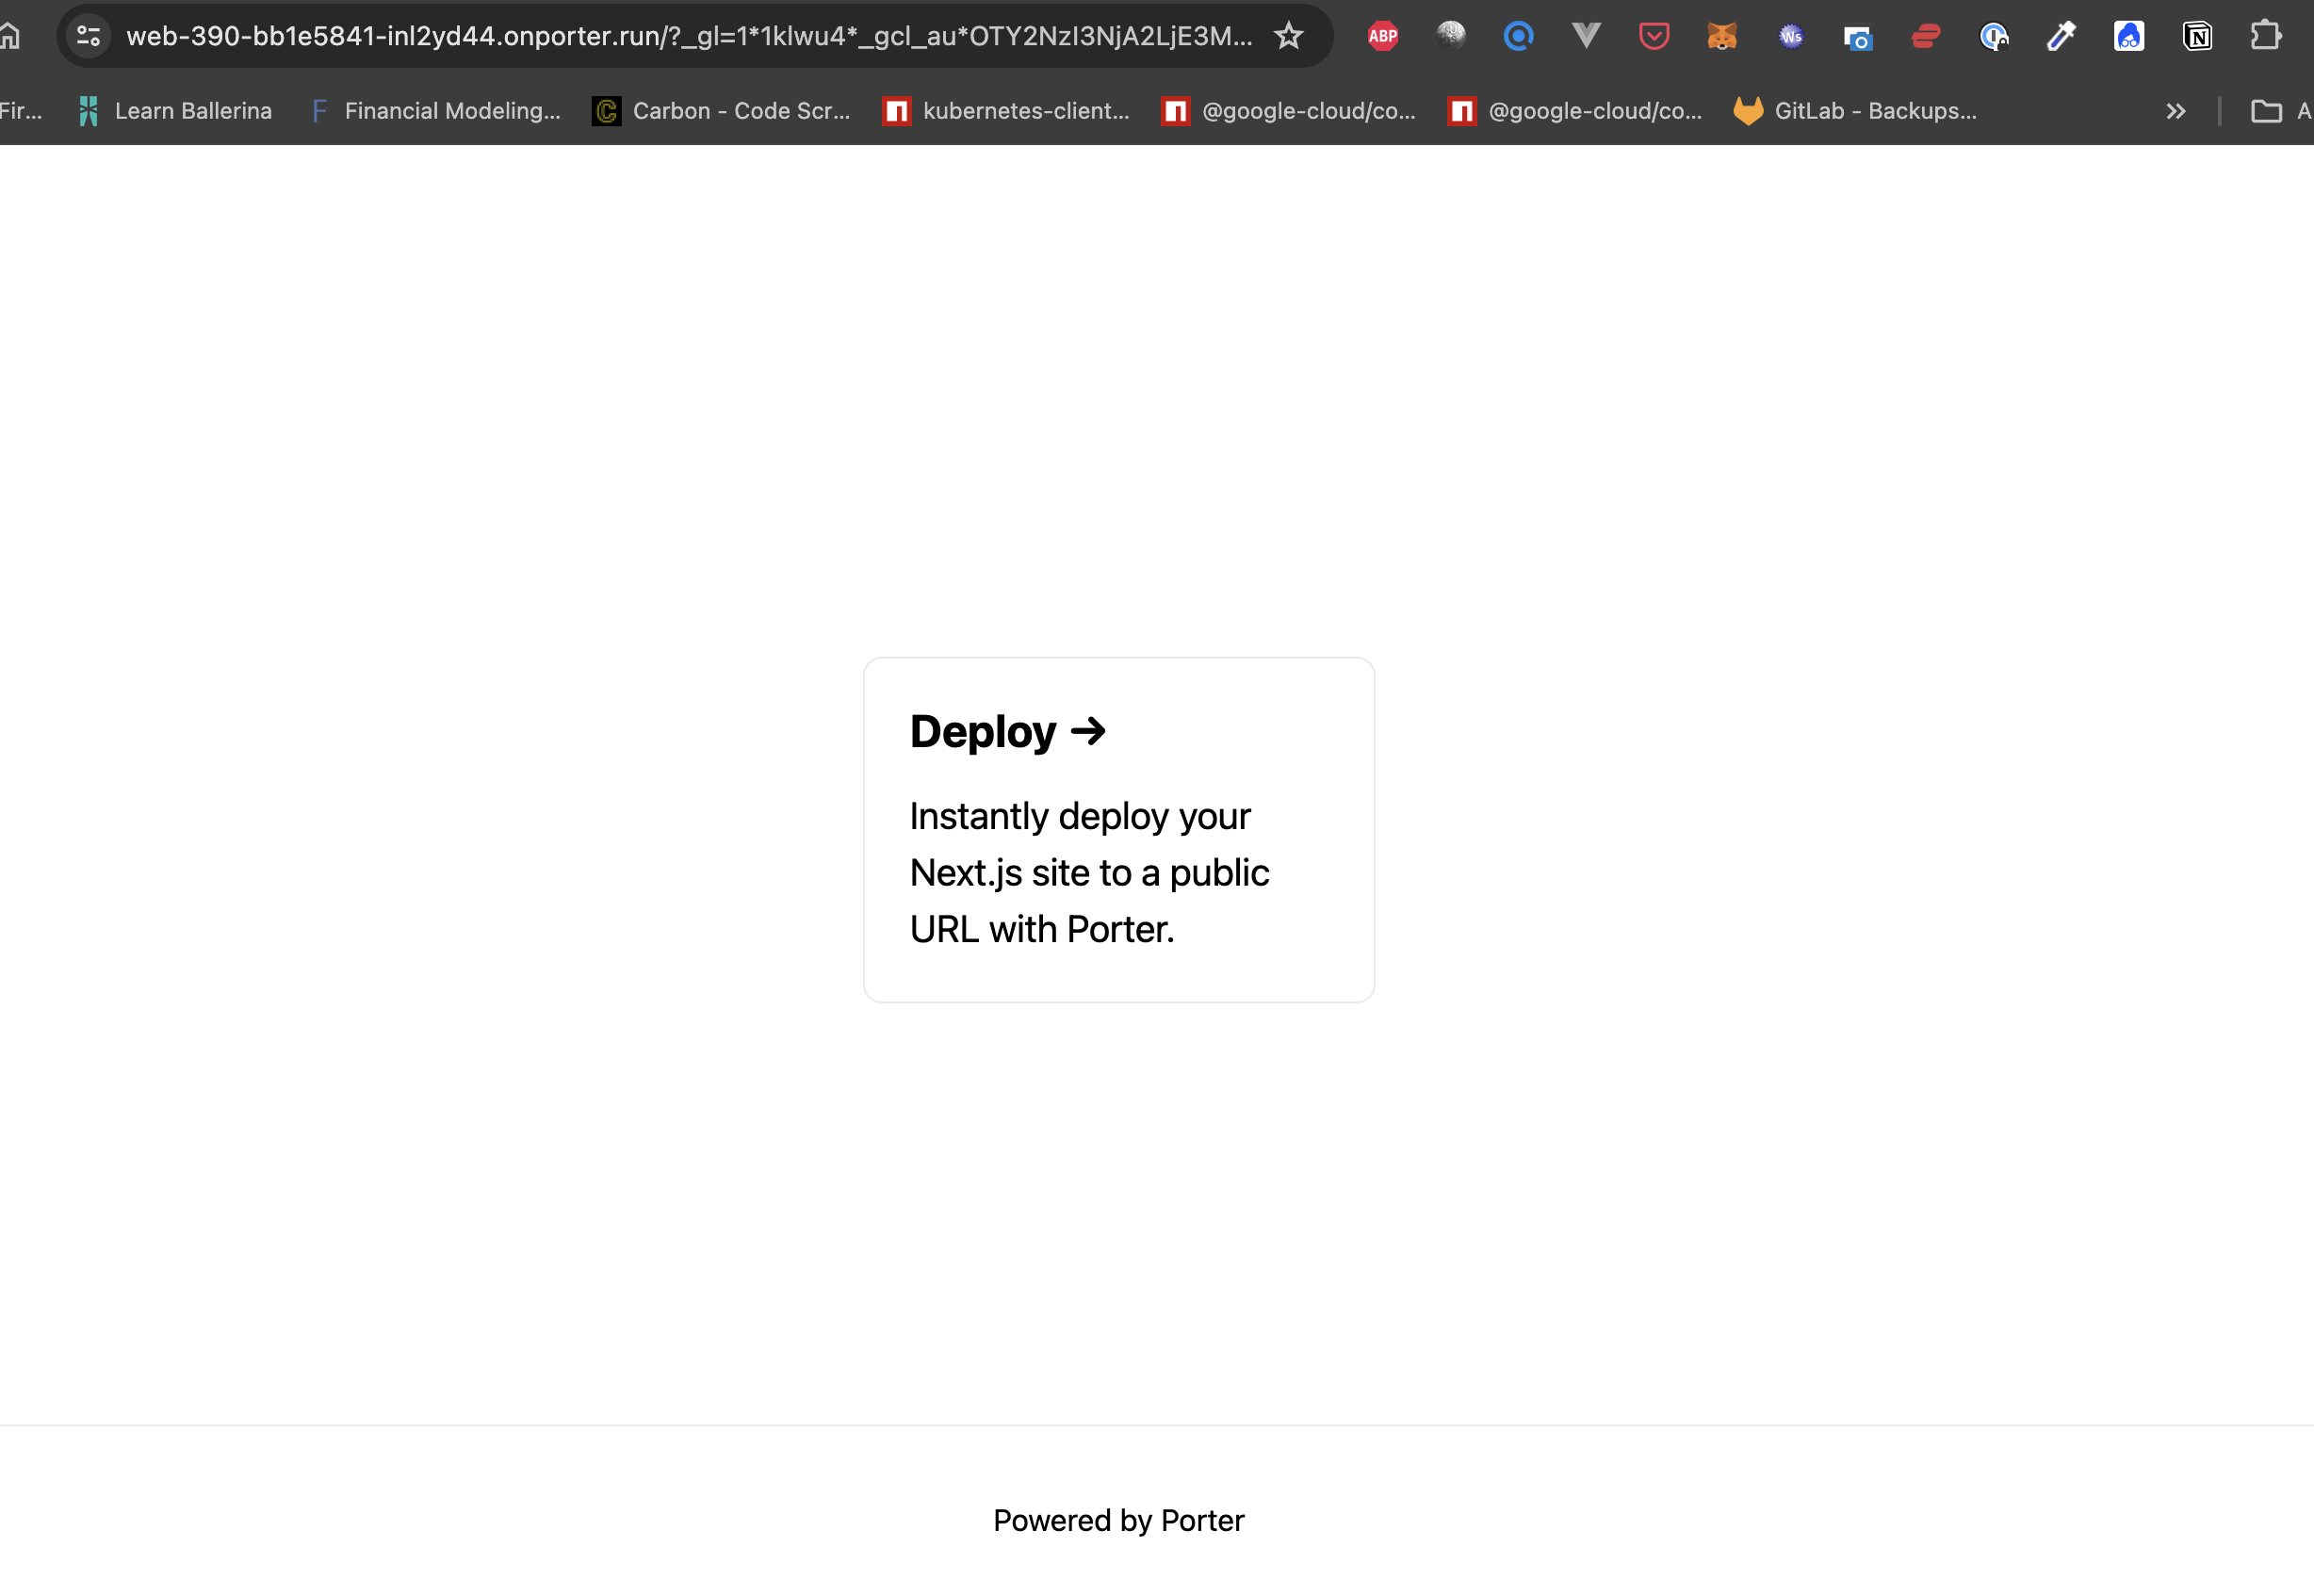 web-390-bb1e5841-inl2yd44.onporter.run/?_gl=1*1klwu4*_gcl_au*OTY2NzI3NjA2LjE3M...
ABP
Ws
Fir...
Learn Ballerina
F
Financial Modeling...
C
Carbon - Code Scr...
kubernetes-client...
@google-cloud/co...
@google-cloud/co...
GitLab - Backups...
»
A
Deploy →
Instantly deploy your
Next.js site to a public
URL with Porter.
Powered by Porter